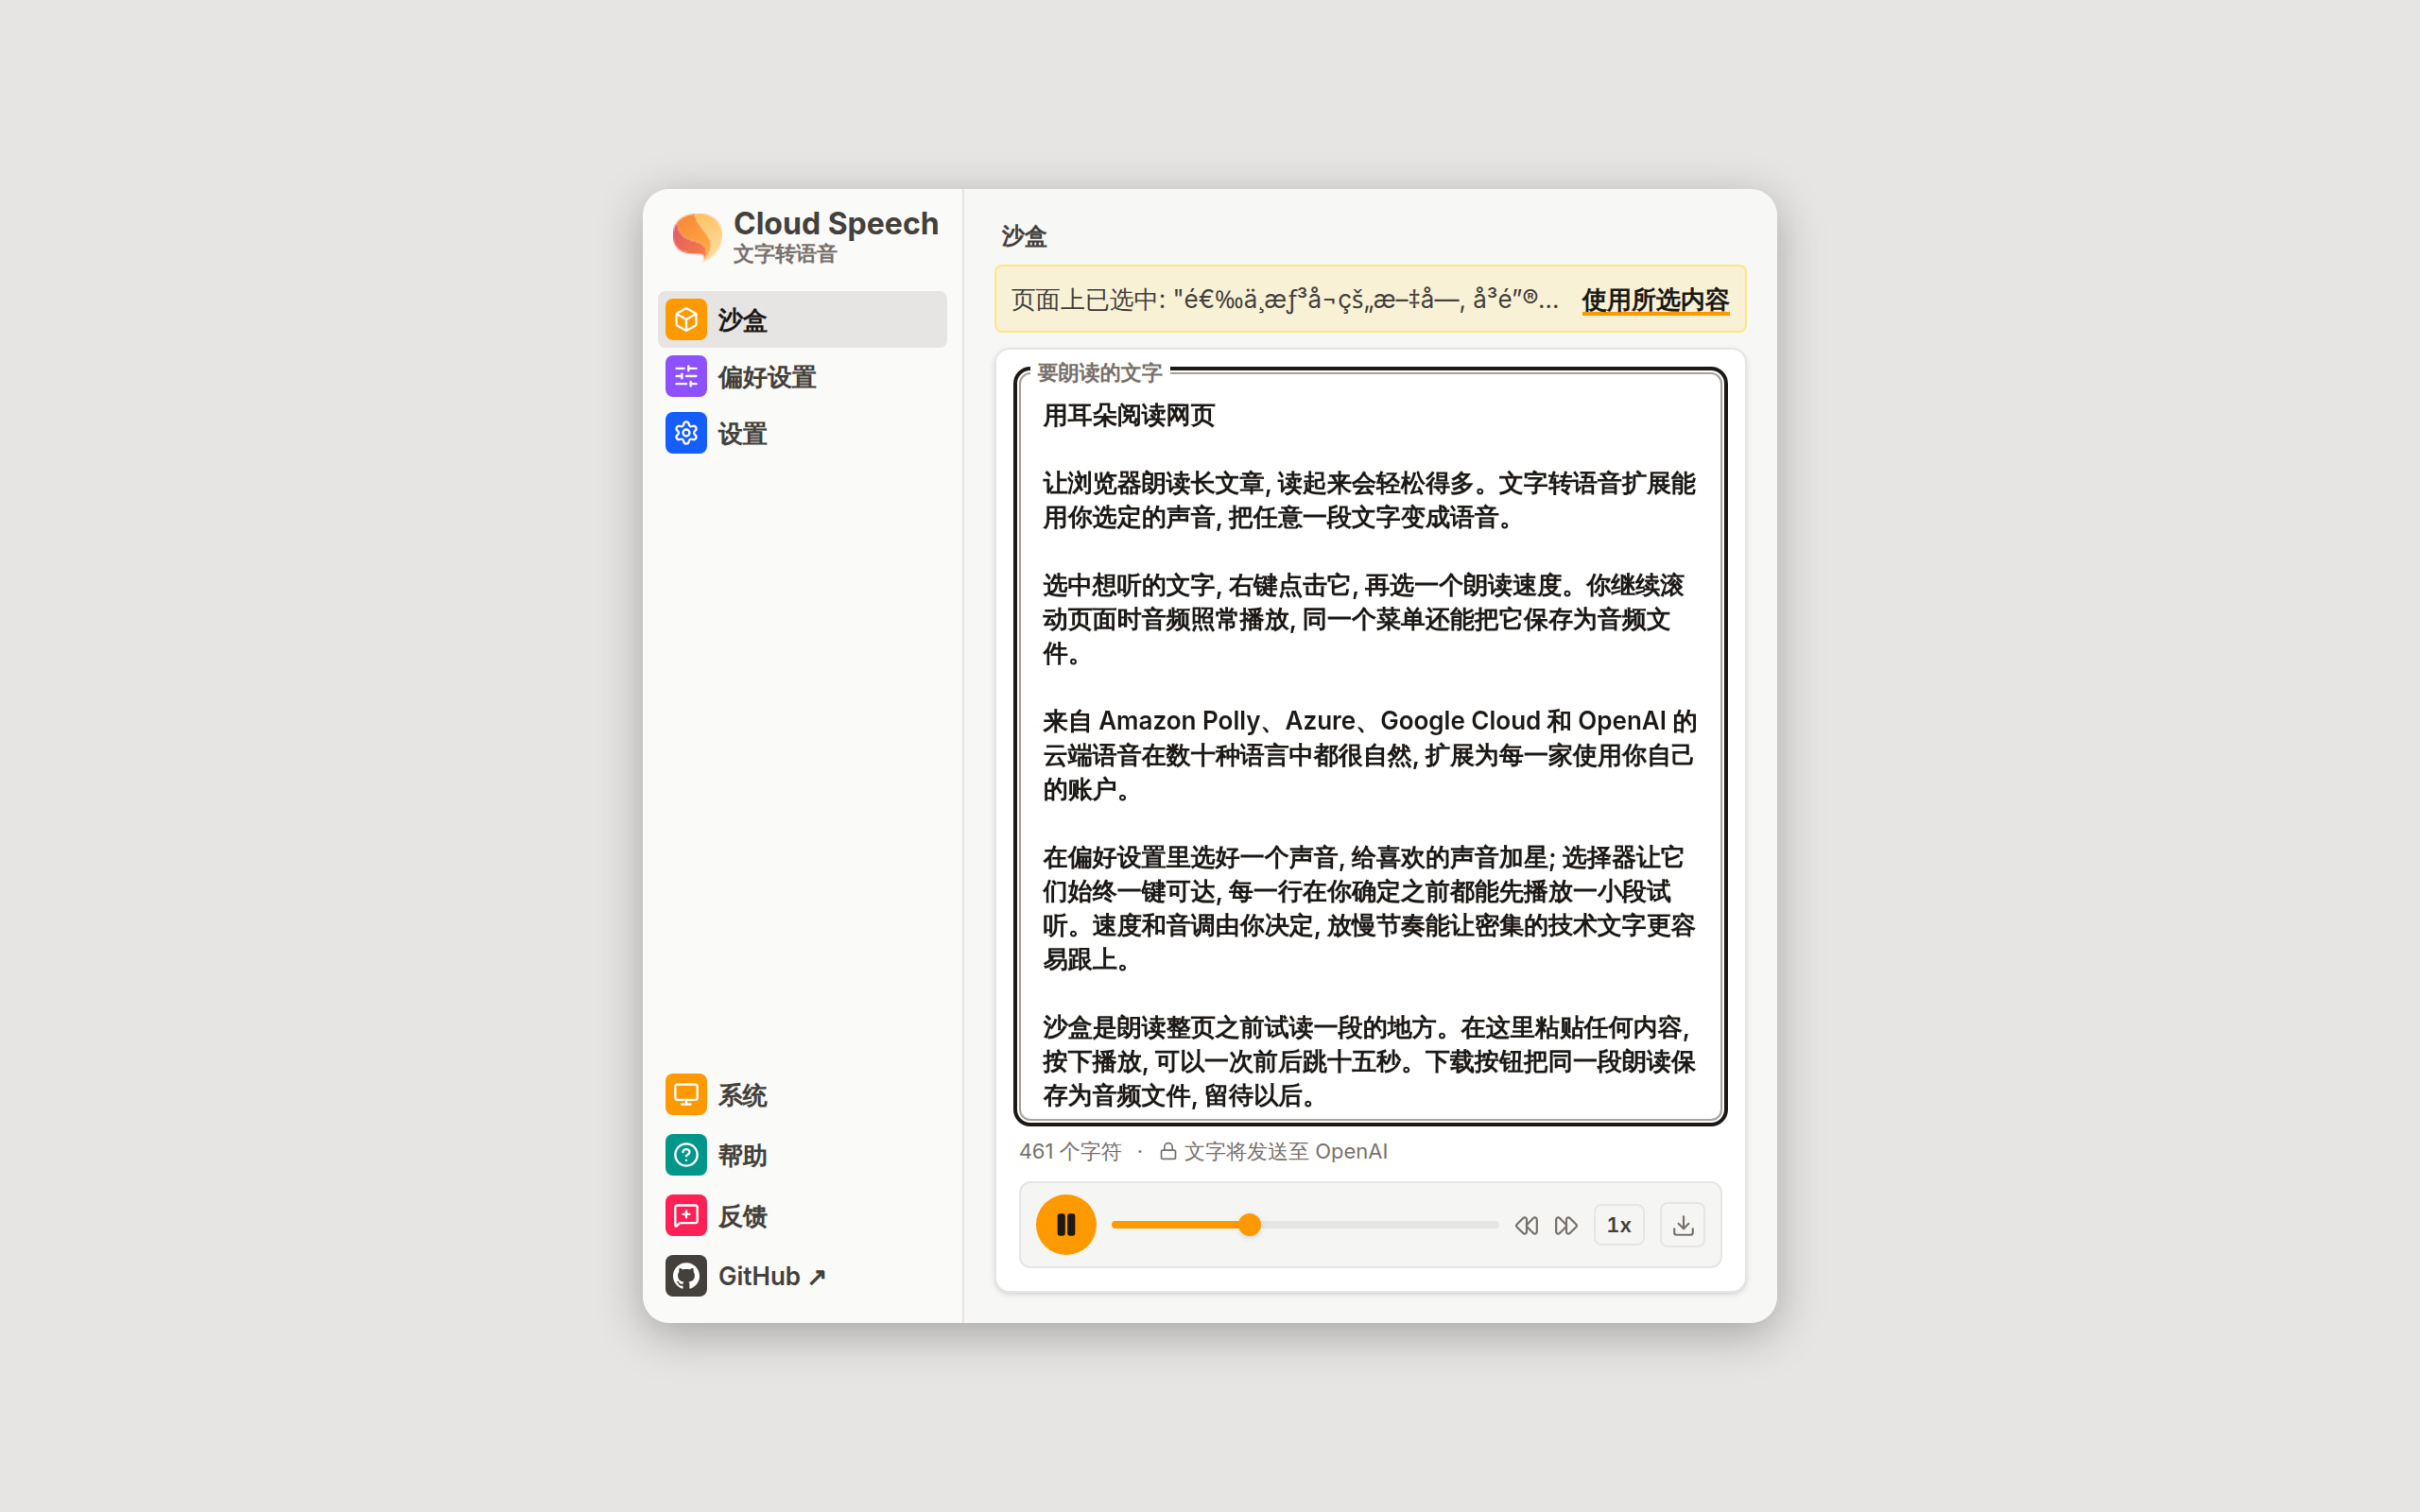 Cloud Speech
文字转语音
沙盒
偏好设置
设置
系统
帮助
反馈
GitHub ↗
沙盒
页面上已选中: "é€‰ä¸­æƒ³å¬çš„æ–‡å—, å³é”®… 使用所选内容
要朗读的文字
用耳朵阅读网页
让浏览器朗读长文章, 读起来会轻松得多。文字转语音扩展能
用你选定的声音, 把任意一段文字变成语音。
选中想听的文字, 右键点击它, 再选一个朗读速度。你继续滚
动页面时音频照常播放, 同一个菜单还能把它保存为音频文
件。
来自 Amazon Polly、Azure、Google Cloud 和 OpenAI 的
云端语音在数十种语言中都很自然, 扩展为每一家使用你自己
的账户。
在偏好设置里选好一个声音, 给喜欢的声音加星; 选择器让它
们始终一键可达, 每一行在你确定之前都能先播放一小段试
听。速度和音调由你决定, 放慢节奏能让密集的技术文字更容
易跟上。
沙盒是朗读整页之前试读一段的地方。在这里粘贴任何内容,
按下播放, 可以一次前后跳十五秒。下载按钮把同一段朗读保
存为音频文件, 留待以后。
461 个字符 · 文字将发送至 OpenAI
1x